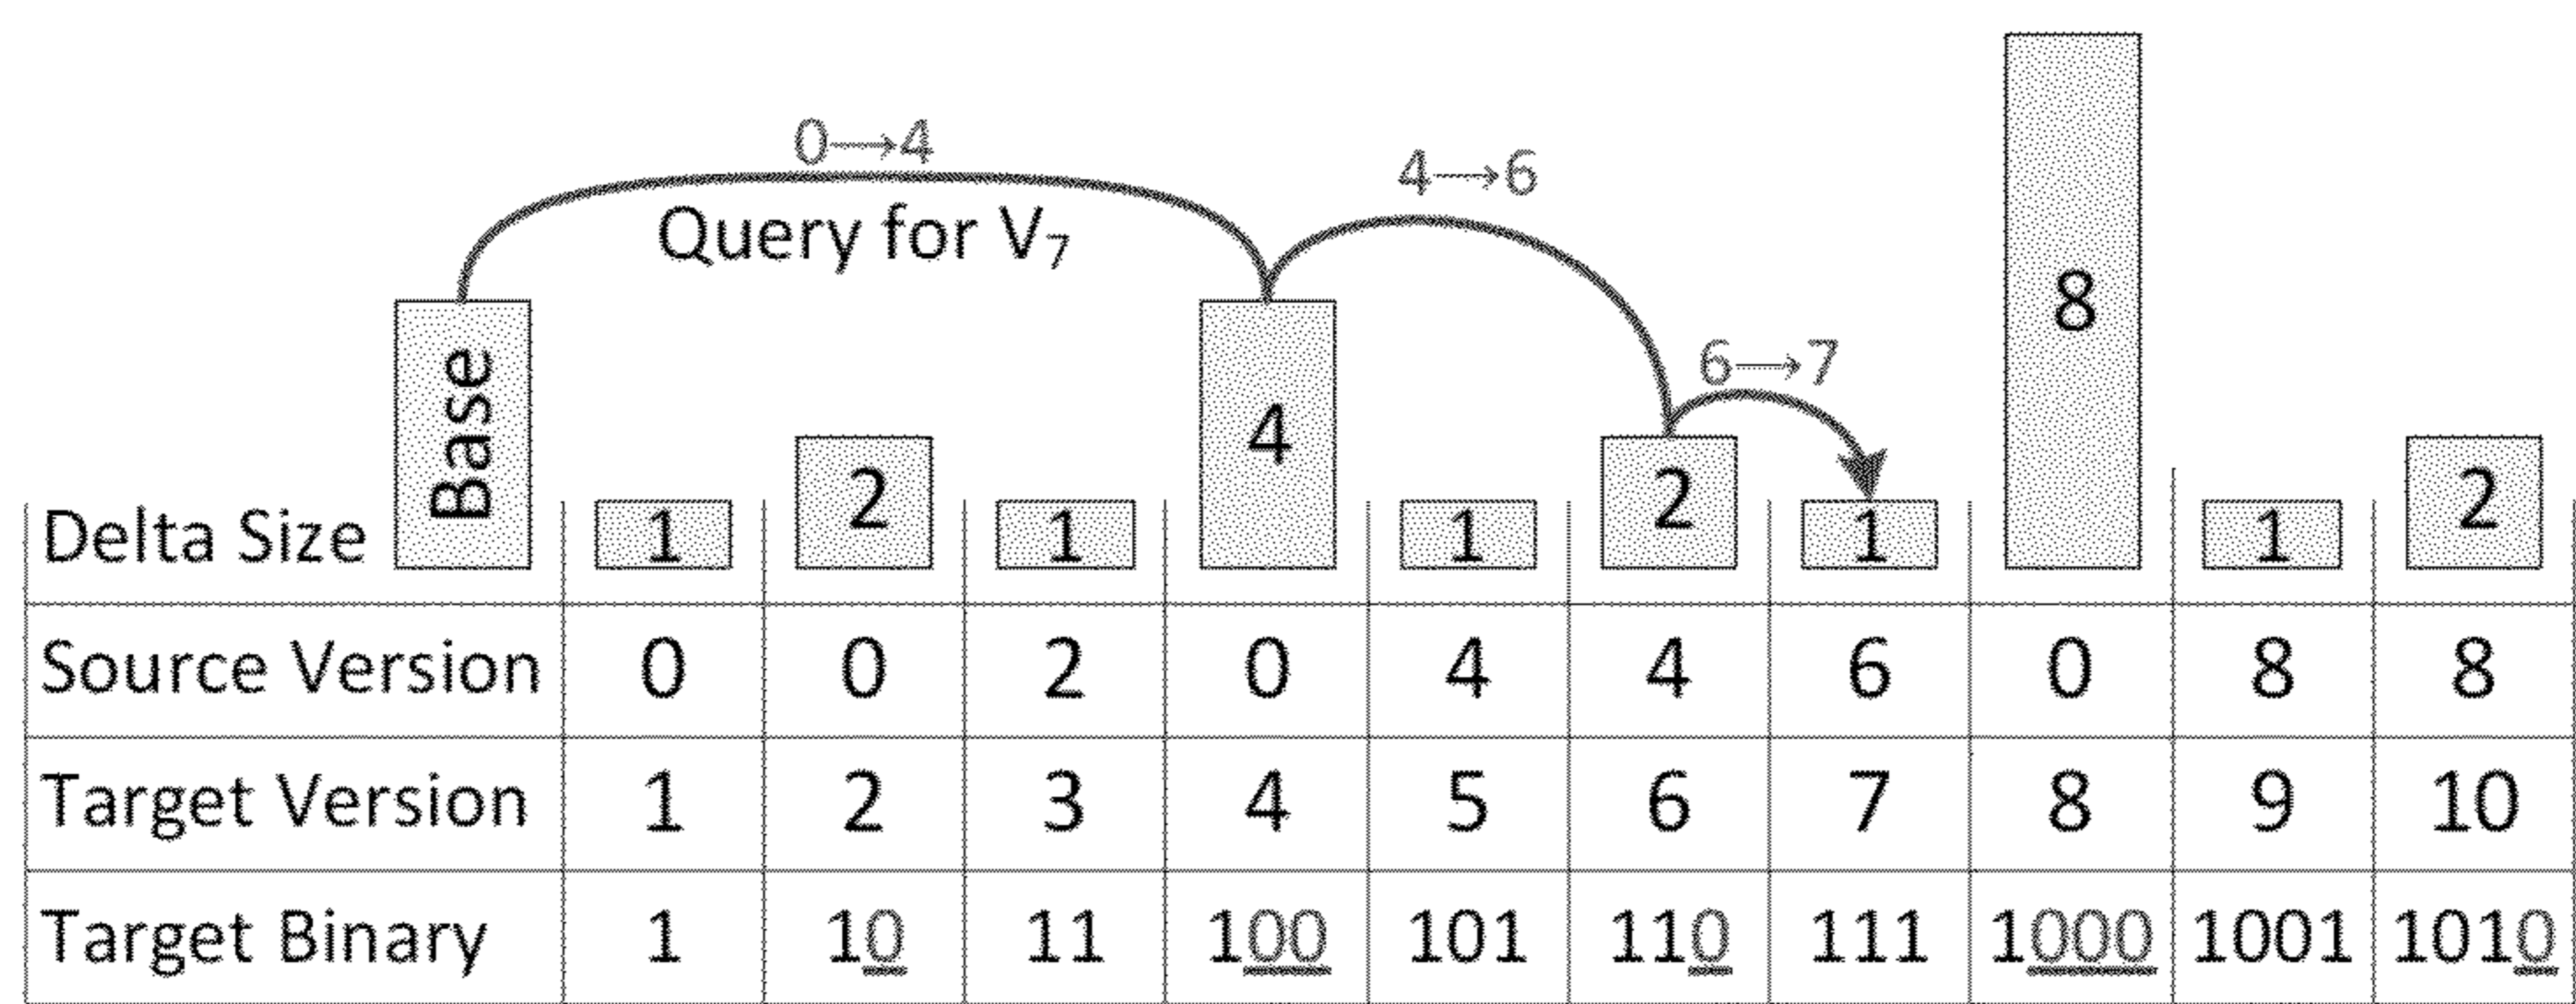 0→4
4→6
Query for V₇
8
6→7
Base
4
2
2
2
Delta Size
1
1
1
1
1
Source Version 0 0 2 0 4 4 6 0 8 8
Target Version 1 2 3 4 5 6 7 8 9 10
Target Binary 1 10 11 100 101 110 111 1000 1001 1010